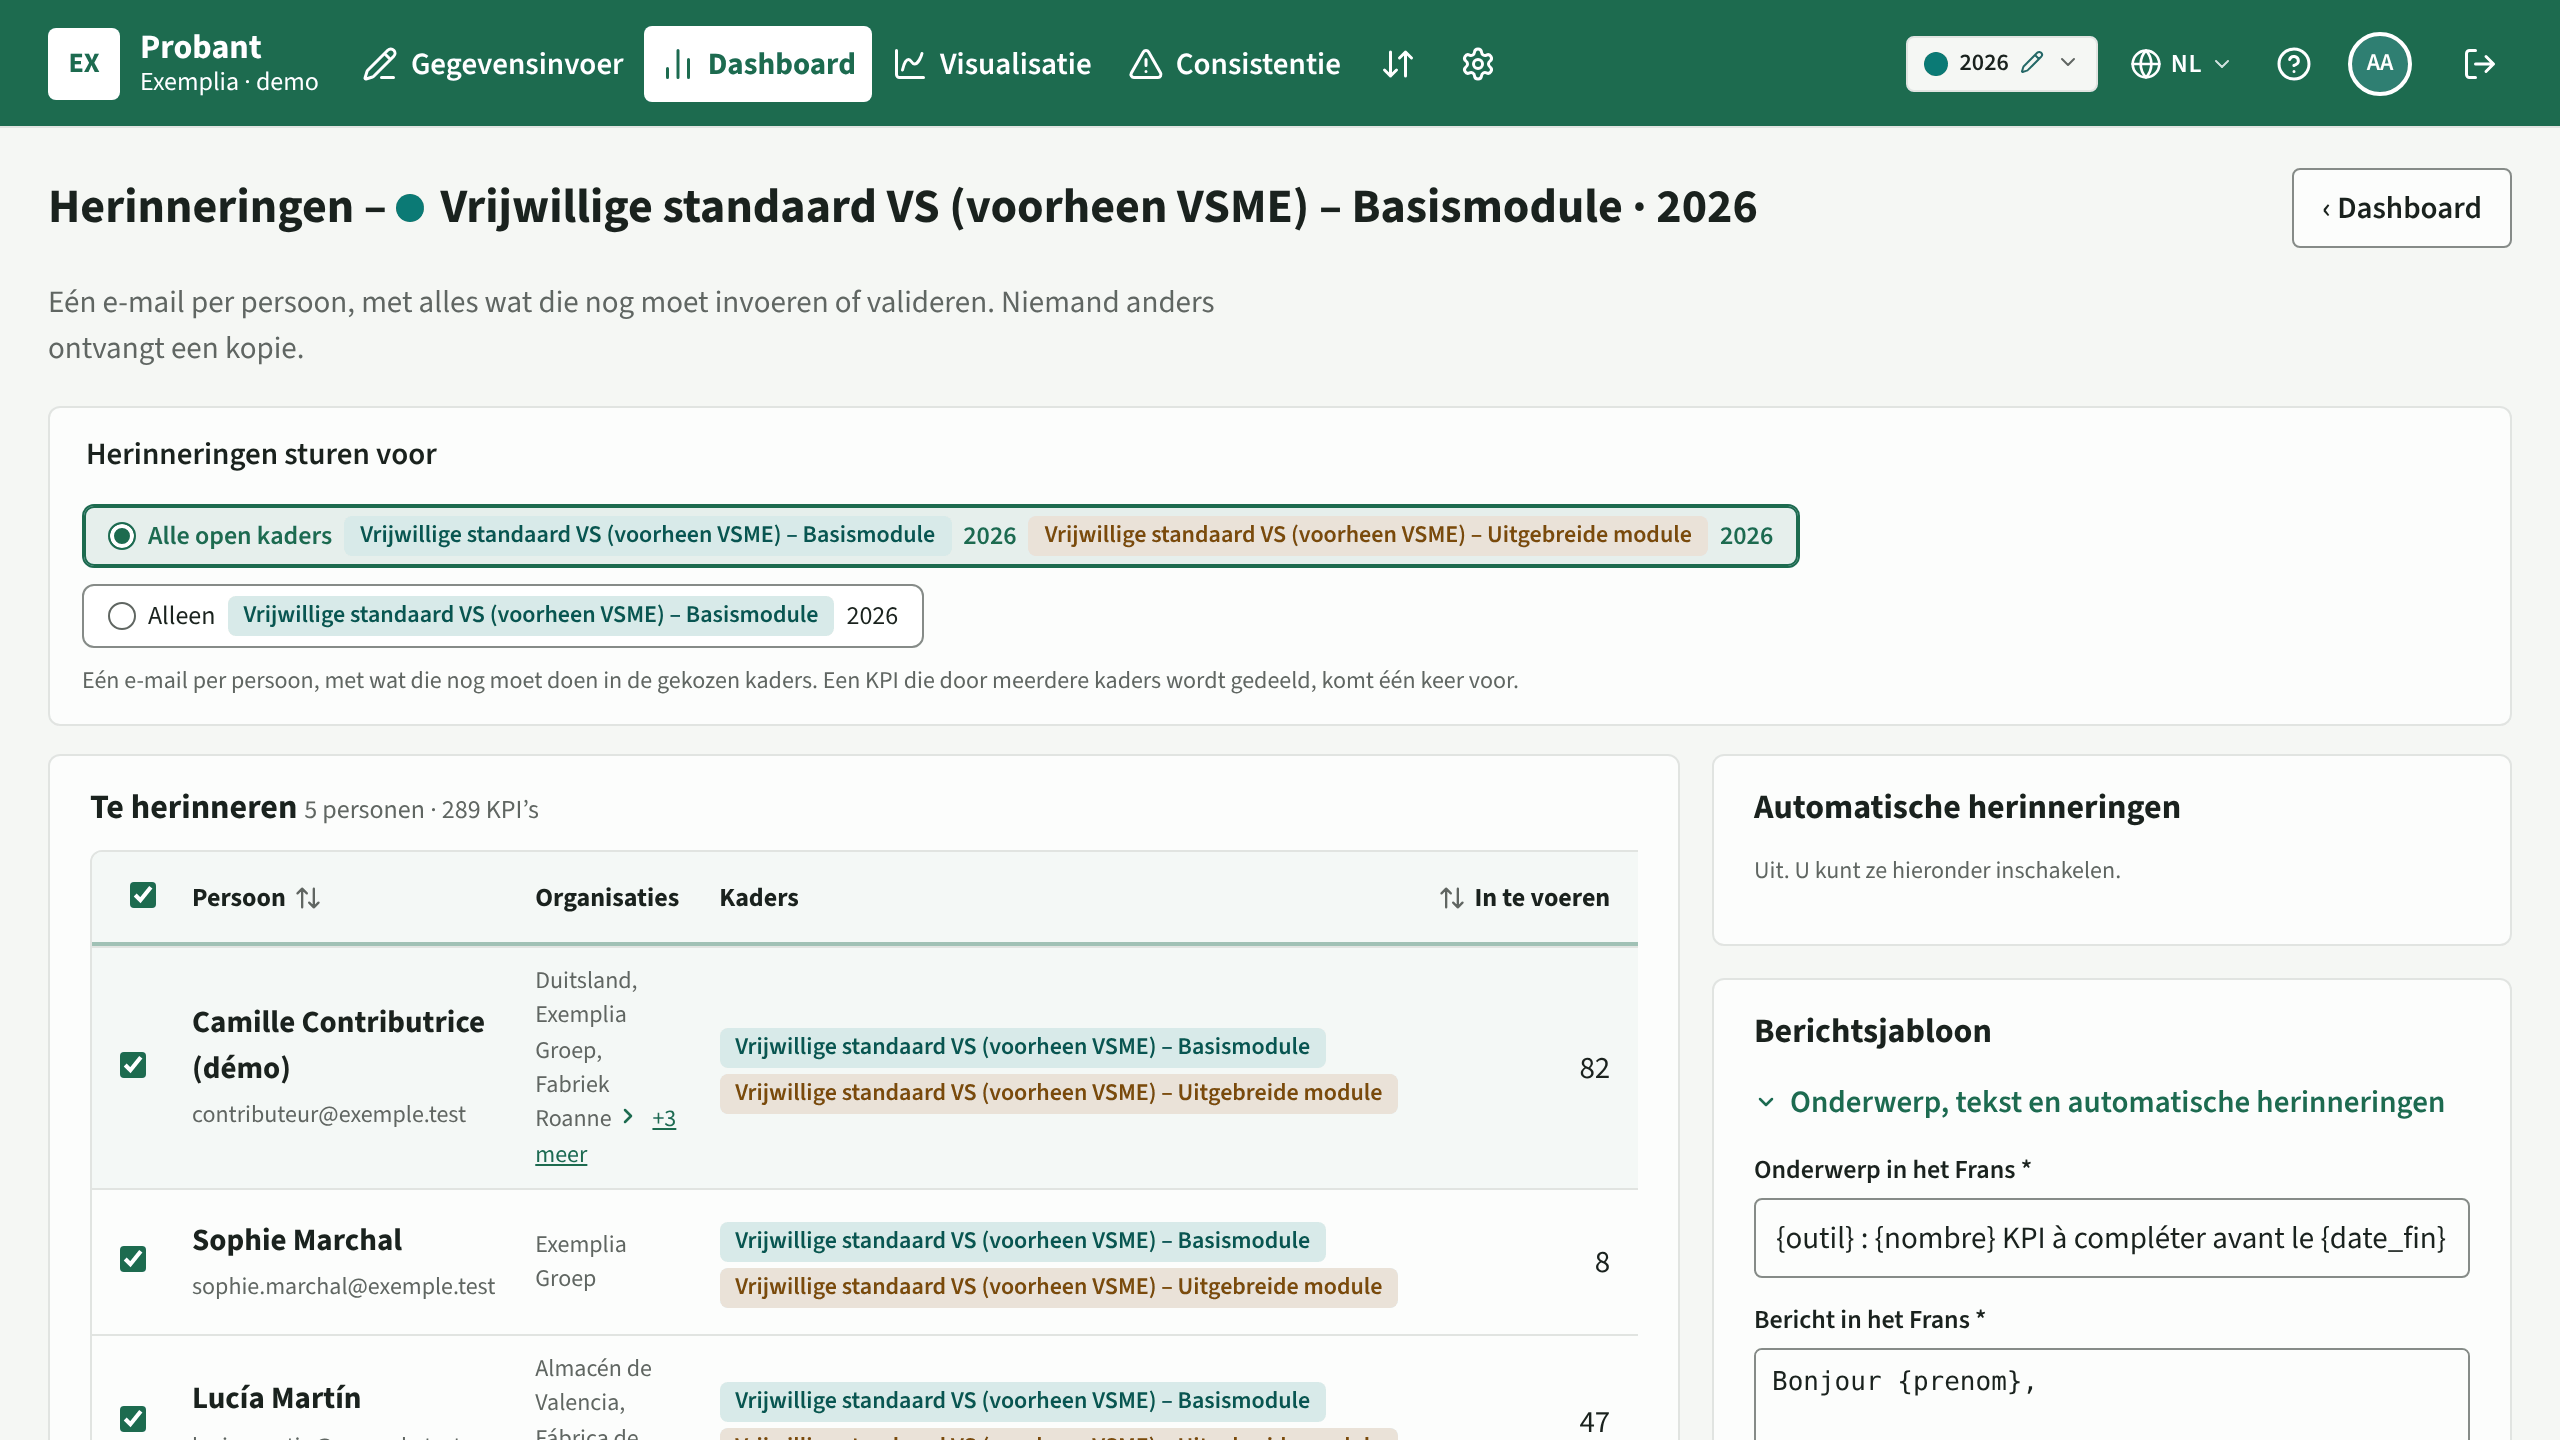 EX
Probant
Exemplia · demo
Gegevensinvoer
Dashboard
Visualisatie
Consistentie
2026
NL
AA
Herinneringen – Vrijwillige standaard VS (voorheen VSME) – Basismodule · 2026
‹ Dashboard
Eén e-mail per persoon, met alles wat die nog moet invoeren of valideren. Niemand anders
ontvangt een kopie.
Herinneringen sturen voor
Alle open kaders Vrijwillige standaard VS (voorheen VSME) – Basismodule 2026 Vrijwillige standaard VS (voorheen VSME) – Uitgebreide module 2026
Alleen Vrijwillige standaard VS (voorheen VSME) – Basismodule 2026
Eén e-mail per persoon, met wat die nog moet doen in de gekozen kaders. Een KPI die door meerdere kaders wordt gedeeld, komt één keer voor.
Te herinneren 5 personen · 289 KPI’s
Persoon Organisaties Kaders In te voeren
Camille Contributrice
(démo)
contributeur@exemple.test
Duitsland,
Exemplia
Groep,
Fabriek
Roanne +3
meer
Vrijwillige standaard VS (voorheen VSME) – Basismodule
Vrijwillige standaard VS (voorheen VSME) – Uitgebreide module
82
Sophie Marchal
sophie.marchal@exemple.test
Exemplia
Groep
Vrijwillige standaard VS (voorheen VSME) – Basismodule
Vrijwillige standaard VS (voorheen VSME) – Uitgebreide module
8
Lucía Martín
Almacén de
Valencia,
Fábrica de
Vrijwillige standaard VS (voorheen VSME) – Basismodule
47
Automatische herinneringen
Uit. U kunt ze hieronder inschakelen.
Berichtsjabloon
Onderwerp, tekst en automatische herinneringen
Onderwerp in het Frans *
{outil} : {nombre} KPI à compléter avant le {date_fin}
Bericht in het Frans *
Bonjour {prenom},